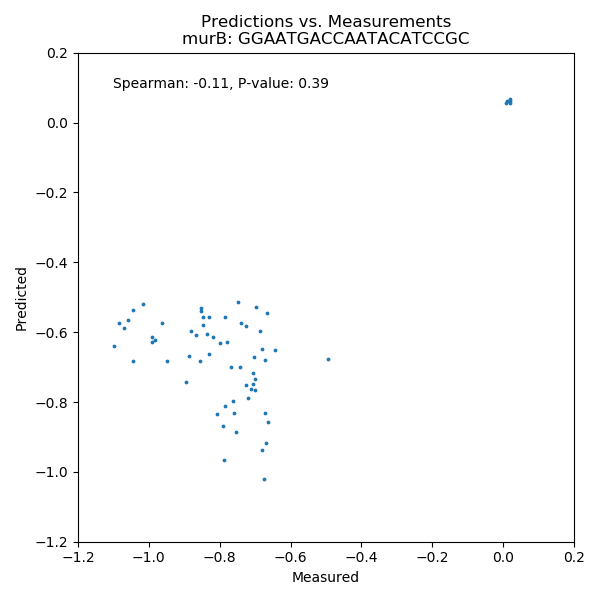 Predictions vs. Measurements
murB: GGAATGACCAATACATCCGC
Spearman: -0.11, P-value: 0.39
0.2
0.0
−0.2
−0.4
−0.6
−0.8
−1.0
−1.2
Predicted
−1.2 −1.0 −0.8 −0.6 −0.4 −0.2 0.0 0.2
Measured